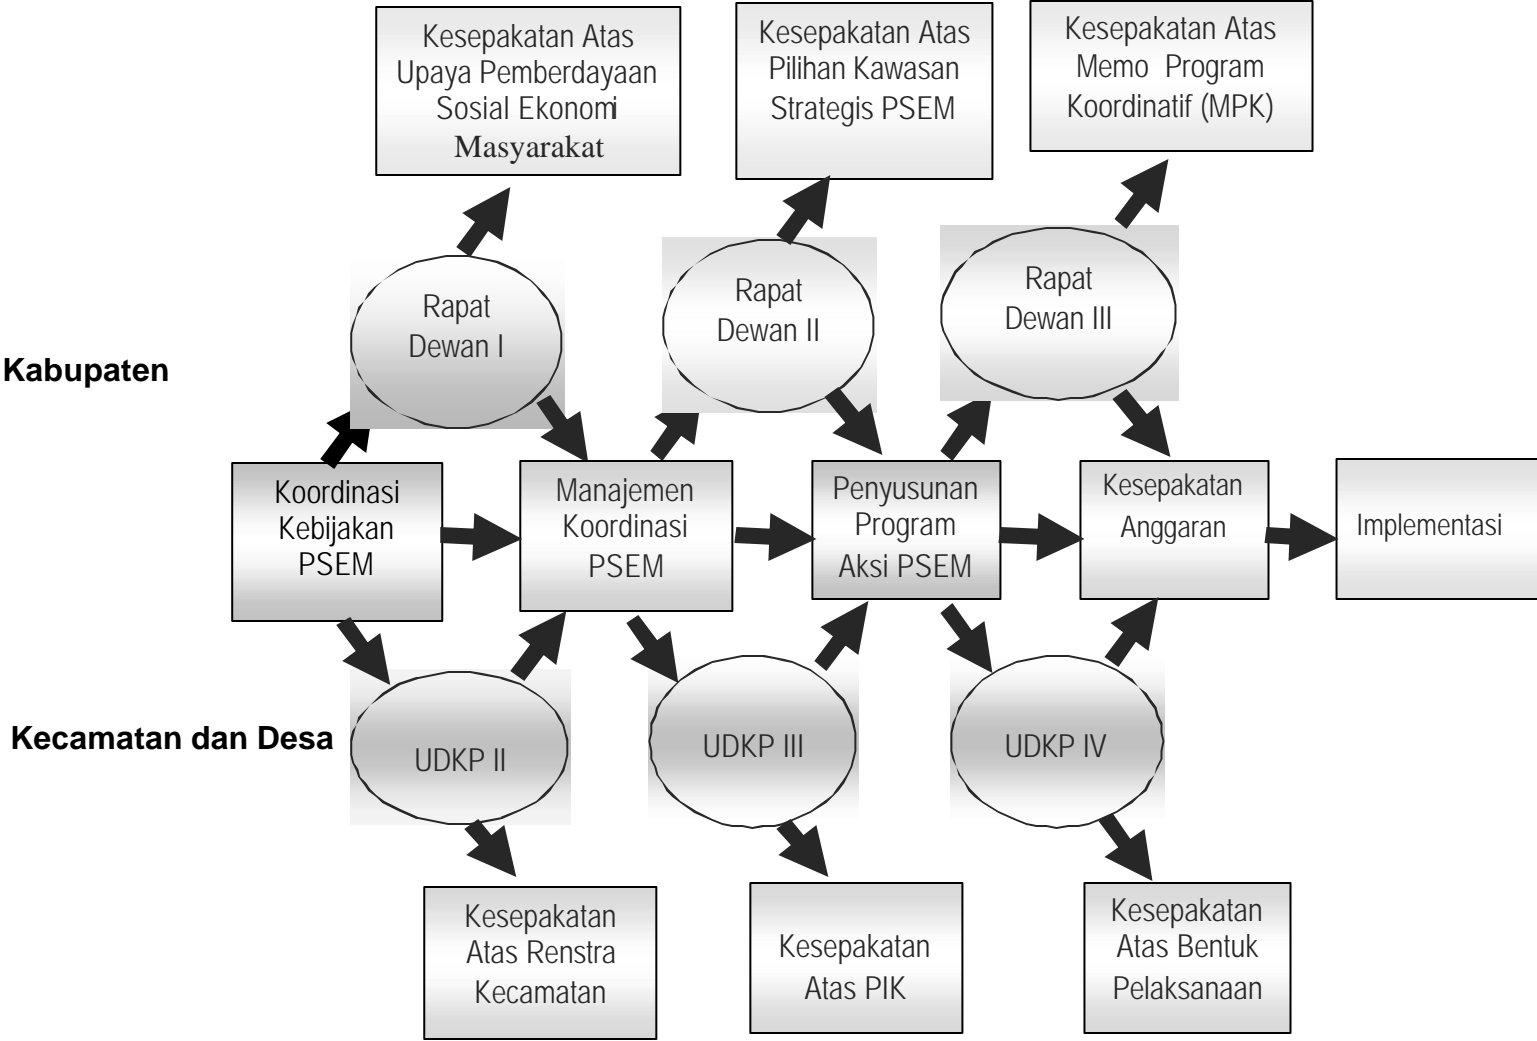 Kesepakatan Atas
Upaya Pemberdayaan
Sosial Ekonomi
Masyarakat
Kesepakatan Atas
Pilihan Kawasan
Strategis PSEM
Kesepakatan Atas
Memo Program
Koordinatif (MPK)
Rapat
Dewan I
Rapat
Dewan II
Rapat
Dewan III
Kabupaten
Koordinasi
Kebijakan
PSEM
Manajemen
Koordinasi
PSEM
Penyusunan
Program
Aksi PSEM
Kesepakatan
Anggaran
Implementasi
Kecamatan dan Desa
UDKP II
UDKP III
UDKP IV
Kesepakatan
Atas Renstra
Kecamatan
Kesepakatan
Atas PIK
Kesepakatan
Atas Bentuk
Pelaksanaan